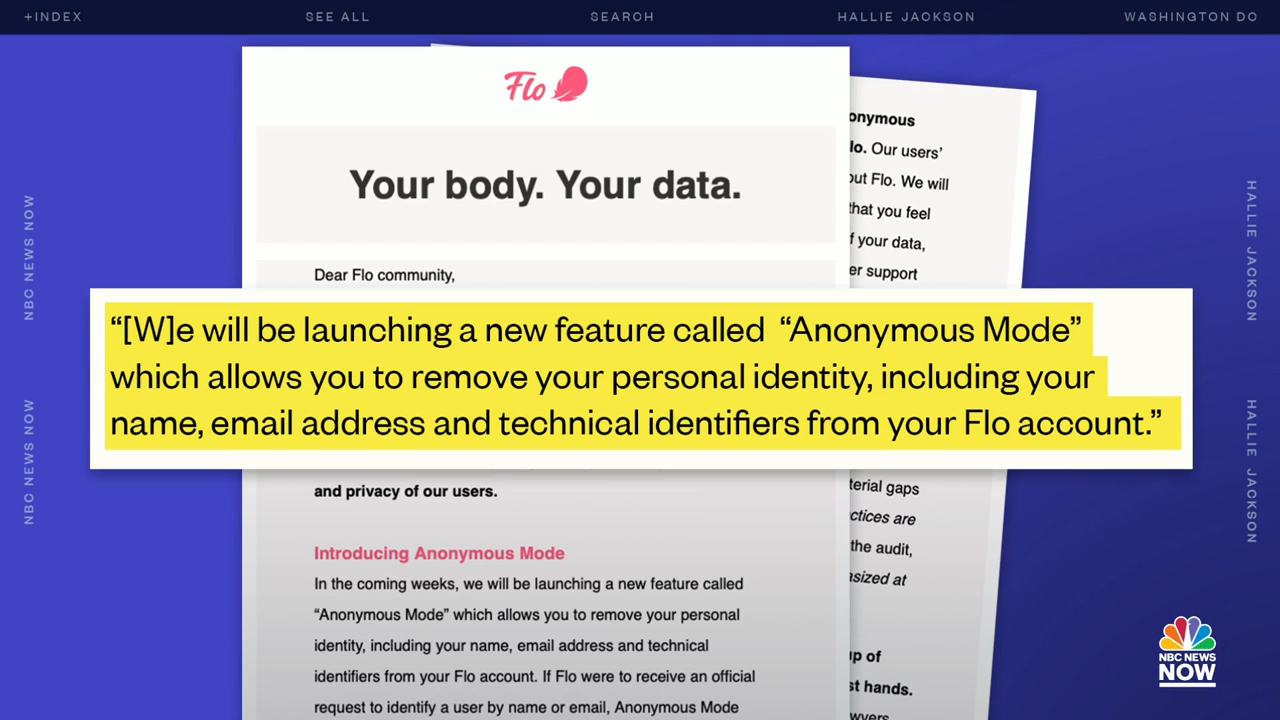 +INDEX
SEE ALL
SEARCH
HALLIE JACKSON
WASHINGTON DC
NBC NEWS NOW
NBC NEWS NOW
Flo
Your body. Your data.
Dear Flo community,
“[W]e will be launching a new feature called “Anonymous Mode”
which allows you to remove your personal identity, including your
name, email address and technical identifiers from your Flo account.”
and privacy of our users.
Introducing Anonymous Mode
In the coming weeks, we will be launching a new feature called
“Anonymous Mode” which allows you to remove your personal
identity, including your name, email address and technical
identifiers from your Flo account. If Flo were to receive an official
request to identify a user by name or email, Anonymous Mode
onymous
lo. Our users’
out Flo. We will
that you feel
f your data,
er support
terial gaps
ctices are
the audit,
asized at
up of
st hands.
wyers
HALLIE JACKSON
HALLIE JACKSON
NBC NEWS
NOW